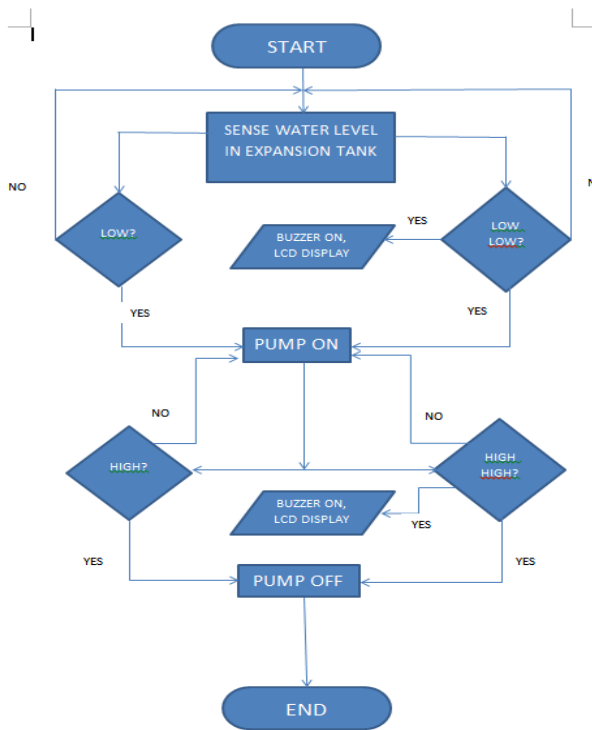 START
SENSE WATER LEVEL
IN EXPANSION TANK
NO
N
LOW?
YES
BUZZER ON,
LCD DISPLAY
LOW
LOW?
YES
YES
PUMP ON
NO
NO
HIGH?
HIGH
HIGH?
BUZZER ON,
LCD DISPLAY
YES
YES
YES
PUMP OFF
END